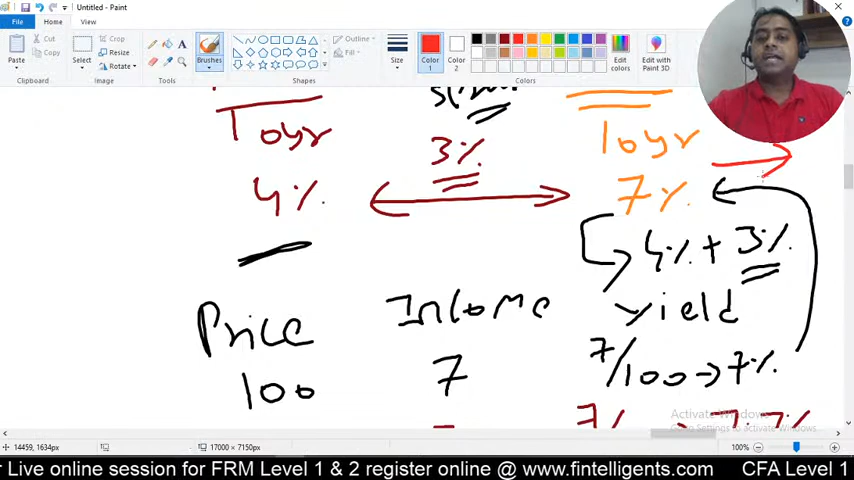 Untitled - Paint
File Home View
Cut
Copy
Paste
Clipboard
Crop
Resize
Rotate
Select
Image
A
Tools
Brushes
Outline
Fill
Shapes
Size
Color 1
Color 2
Edit colors
Edit with Paint 3D
Colors
10yr 3% 10yr
4% 7%
4% + 3%
Price Income yield
100 7 7/100 → 7%
7/
Activate Windows
Go to Settings to activate Windows.
14459, 1634px 17000 × 7150px 100%
r Live online session for FRM Level 1 & 2 register online @ www.fintelligents.com CFA Level 1